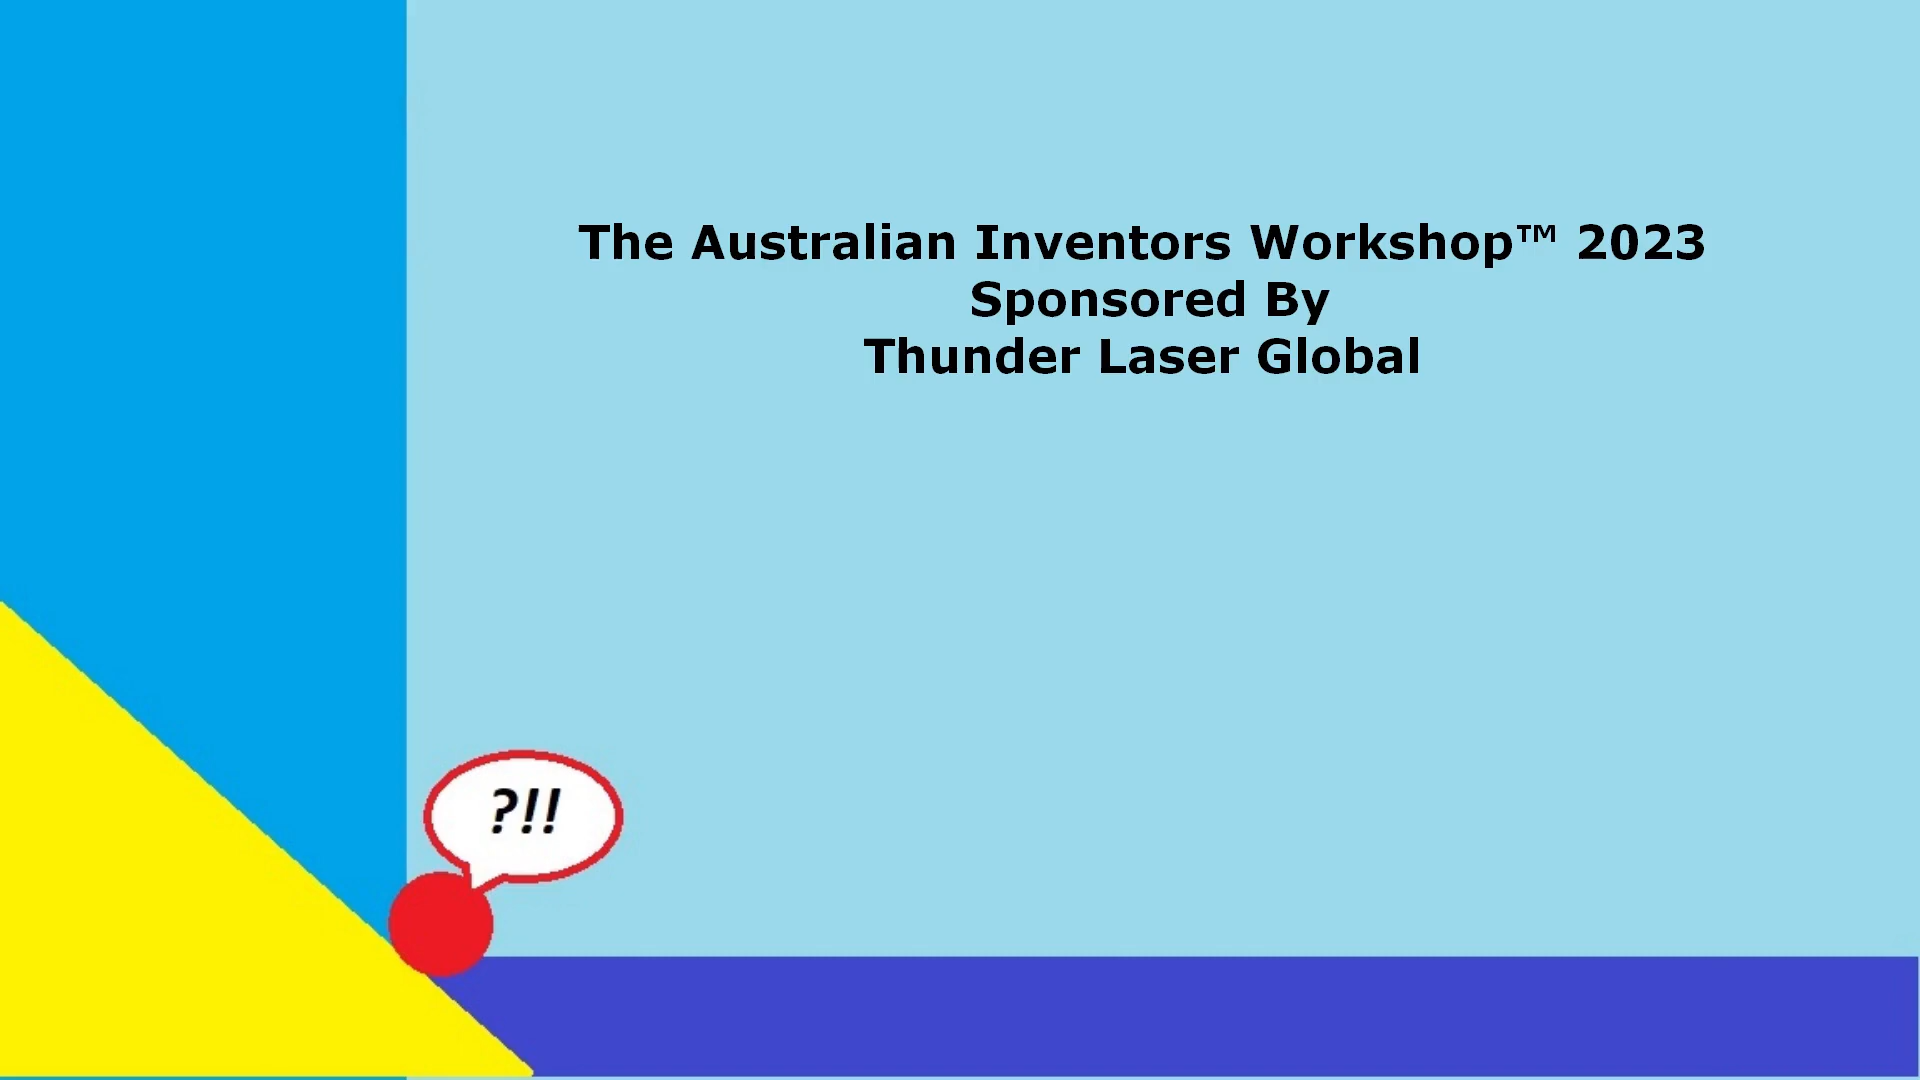 The Australian Inventors Workshop™ 2023
Sponsored By
Thunder Laser Global
?!!